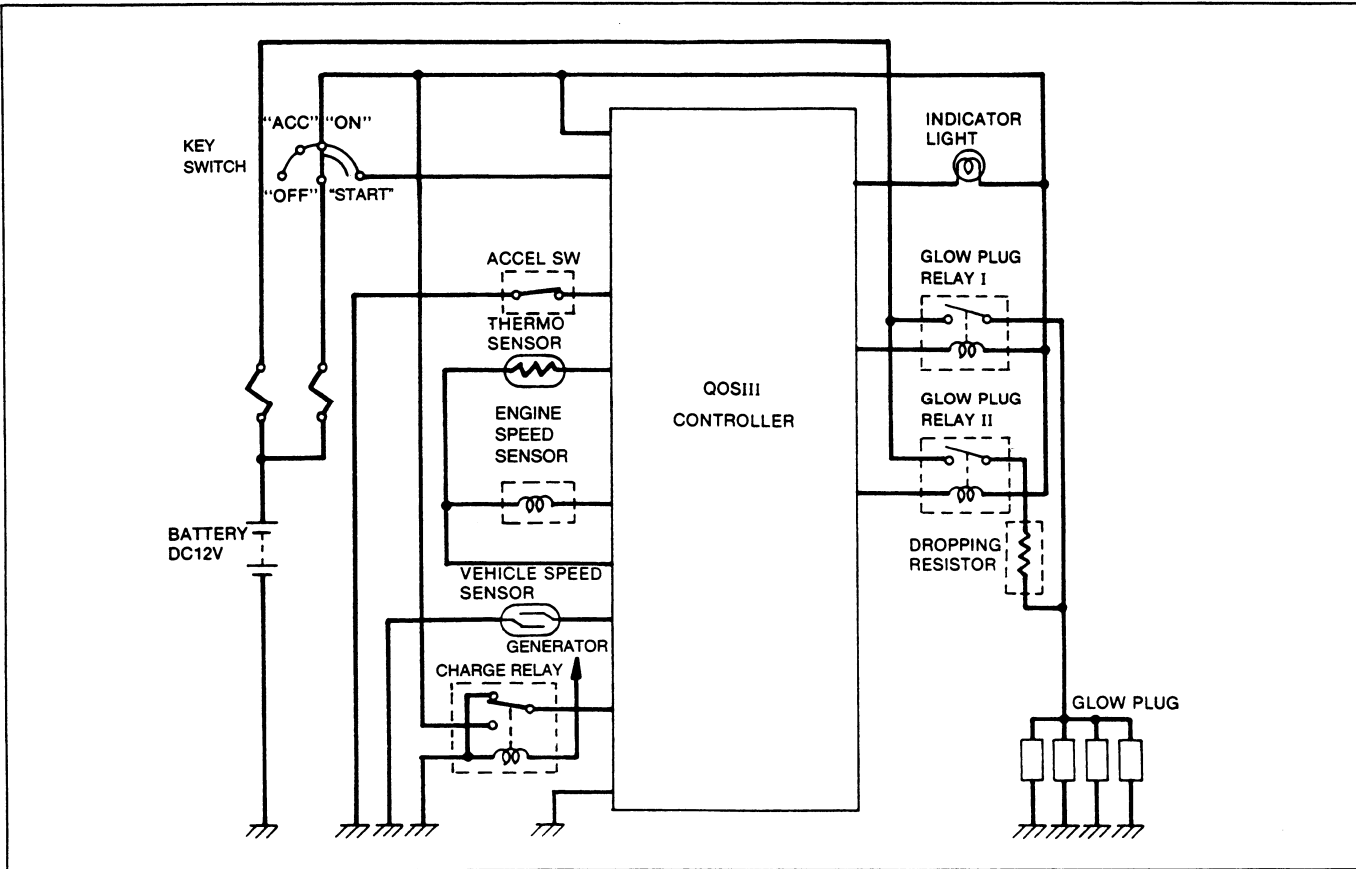 "ACC" "ON"
KEY
SWITCH
"OFF" "START"
ACCEL SW
THERMO
SENSOR
ENGINE
SPEED
SENSOR
BATTERY
DC12V
VEHICLE SPEED
SENSOR
GENERATOR
CHARGE RELAY
QOSIII
CONTROLLER
INDICATOR
LIGHT
GLOW PLUG
RELAY I
GLOW PLUG
RELAY II
DROPPING
RESISTOR
GLOW PLUG